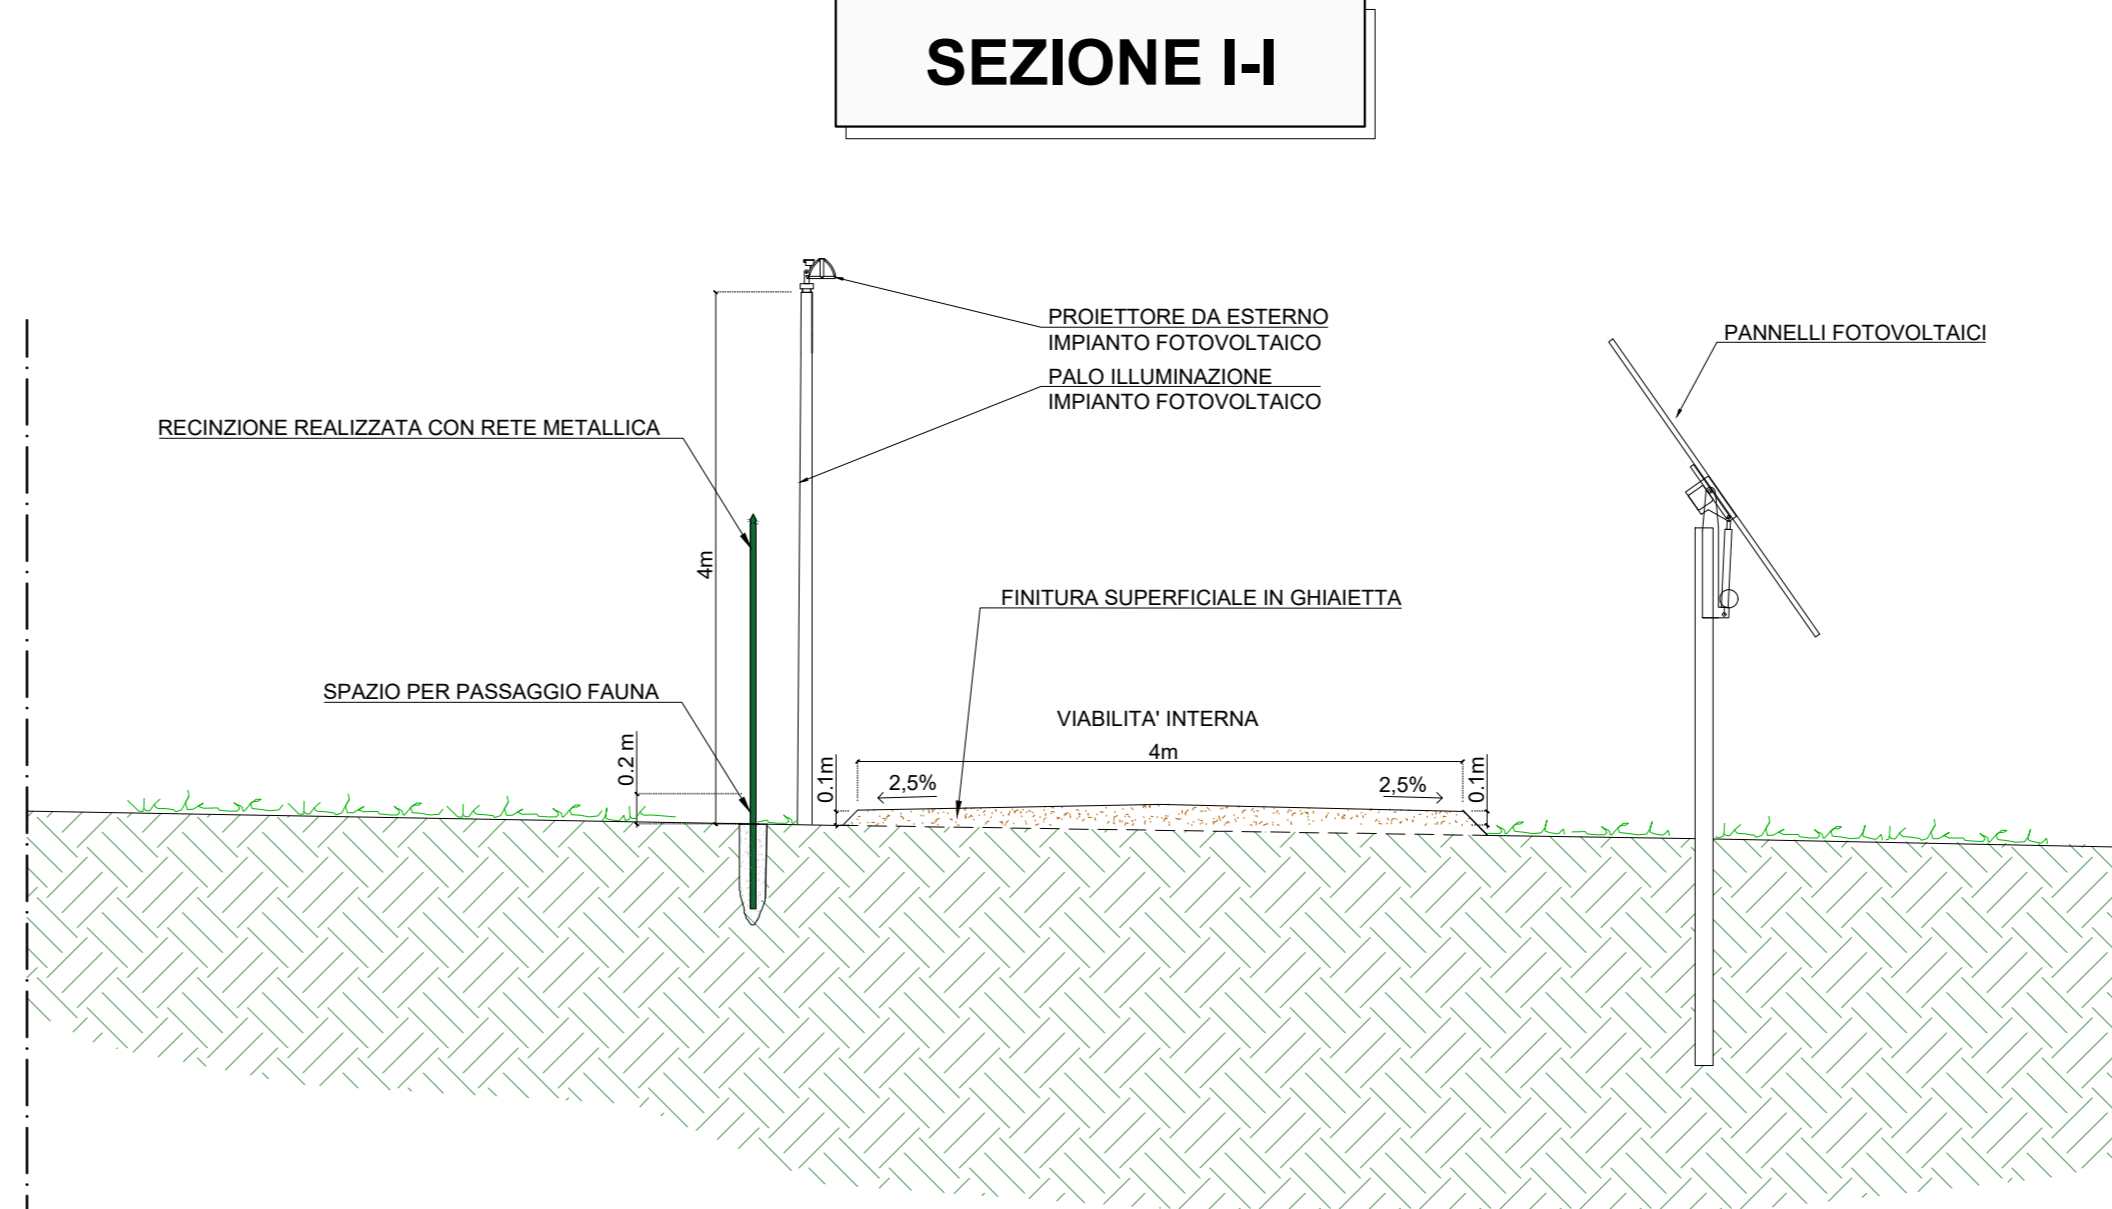 SEZIONE I-I
PROIETTORE DA ESTERNO
IMPIANTO FOTOVOLTAICO
PANNELLI FOTOVOLTAICI
PALO ILLUMINAZIONE
IMPIANTO FOTOVOLTAICO
RECINZIONE REALIZZATA CON RETE METALLICA
4m
FINITURA SUPERFICIALE IN GHIAIETTA
SPAZIO PER PASSAGGIO FAUNA
VIABILITA' INTERNA
4m
0.2 m
0.1m
2,5%
2,5%
0.1m